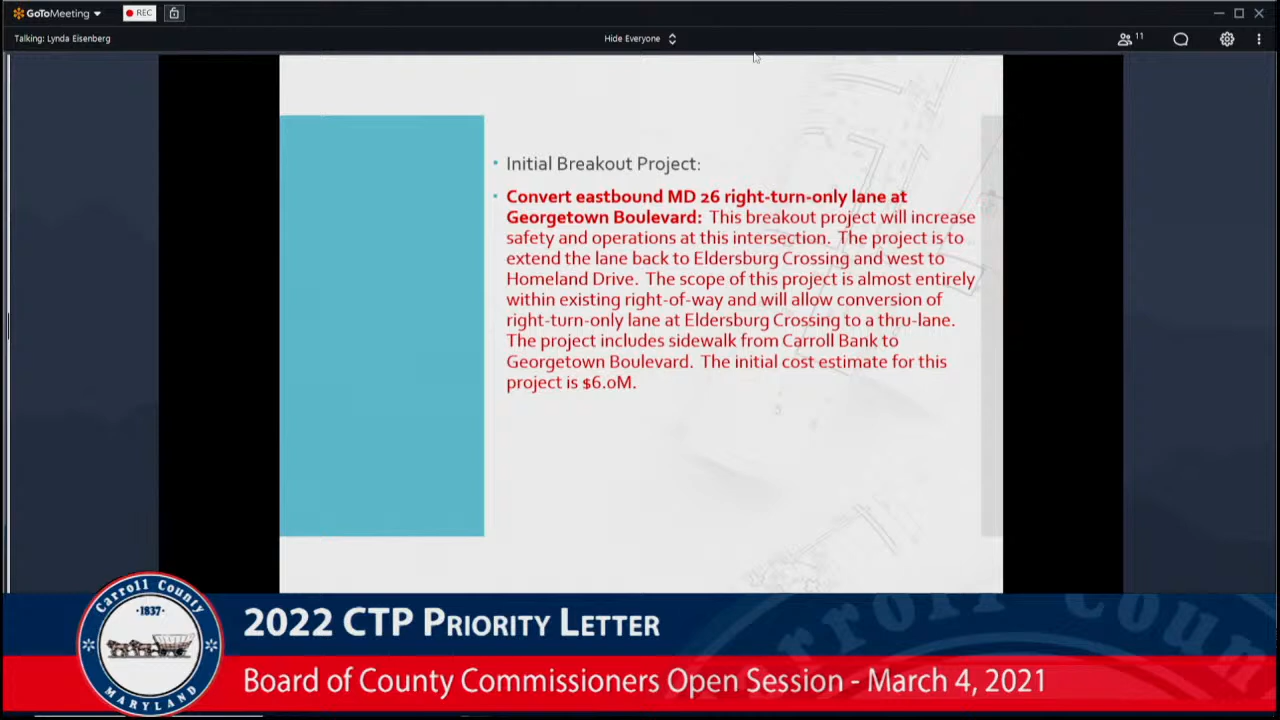 GoToMeeting
REC
Talking: Lynda Eisenberg
Hide Everyone
11
Initial Breakout Project:
Convert eastbound MD 26 right-turn-only lane at
Georgetown Boulevard: This breakout project will increase
safety and operations at this intersection. The project is to
extend the lane back to Eldersburg Crossing and west to
Homeland Drive. The scope of this project is almost entirely
within existing right-of-way and will allow conversion of
right-turn-only lane at Eldersburg Crossing to a thru-lane.
The project includes sidewalk from Carroll Bank to
Georgetown Boulevard. The initial cost estimate for this
project is $6.0M.
Carroll County
1837
MARYLAND
2022 CTP PRIORITY LETTER
Board of County Commissioners Open Session - March 4, 2021
Carroll County